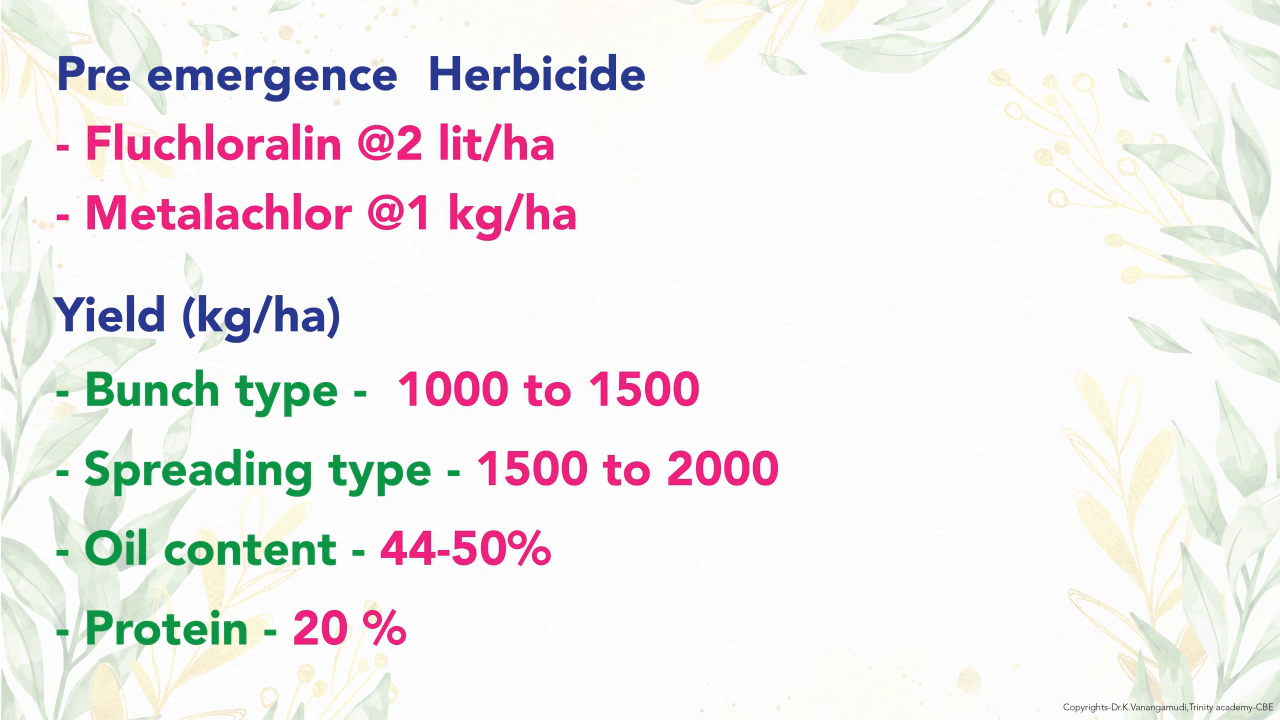 Pre emergence  Herbicide
- Fluchloralin @2 lit/ha
- Metalachlor @1 kg/ha
Yield (kg/ha)
- Bunch type -  1000 to 1500
- Spreading type - 1500 to 2000
- Oil content - 44-50%
- Protein - 20 %
Copyrights-Dr.K.Vanangamudi,Trinity academy-CBE